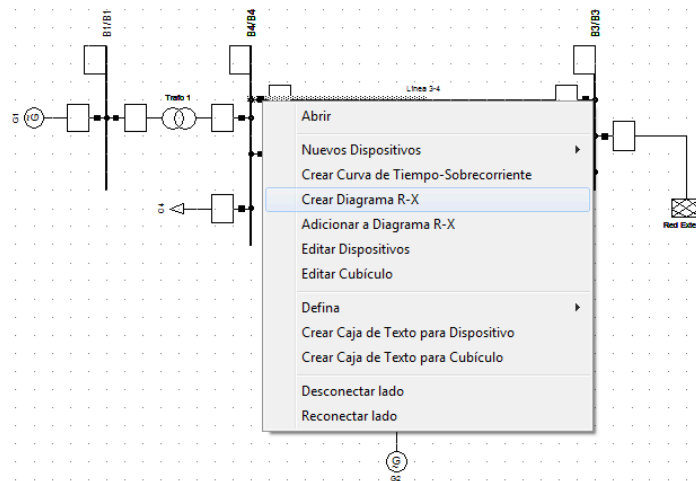 B1/B1
B4/B4
B3/B3
Línea 3-4
Trafo 1
G1
G
Abrir
Nuevos Dispositivos
Crear Curva de Tiempo-Sobrecorriente
Crear Diagrama R-X
Adicionar a Diagrama R-X
Editar Dispositivos
Editar Cubículo
Defina
Crear Caja de Texto para Dispositivo
Crear Caja de Texto para Cubículo
Desconectar lado
Reconectar lado
C4
Red Exte
G
G2